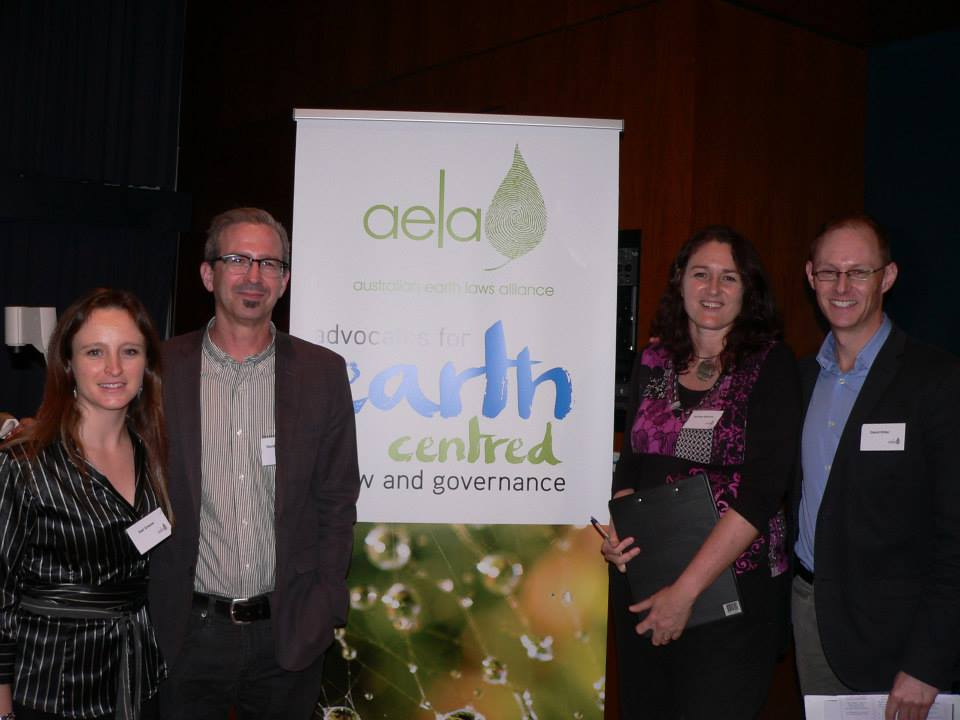 aela
australian earth laws alliance
advocates for
earth
centred
w and governance